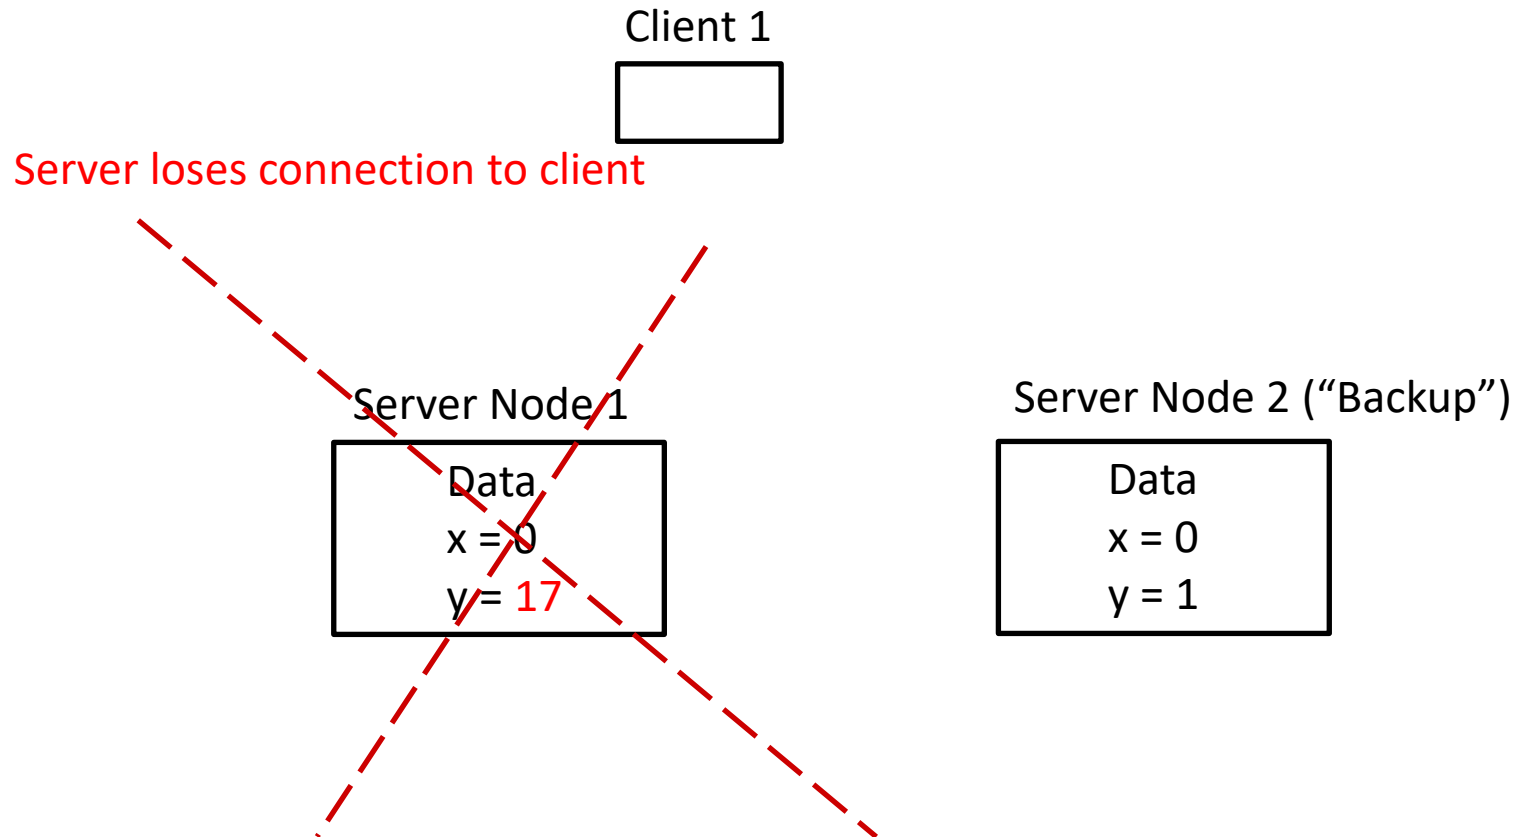 Client 1
Server loses connection to client
Server Node 1
Data
x = 0
y = 17
Server Node 2 (“Backup”)
Data
x = 0
y = 1